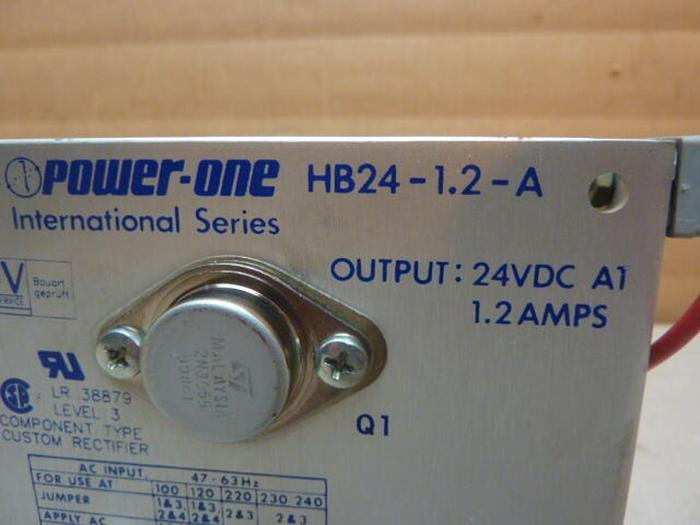 POWER-ONE HB24-1.2-A
International Series
OUTPUT: 24VDC A1
1.2 AMPS
V Bauart
geprüft
SERVICE
MALAYSIA
2N3055
LR 38879
LEVEL 3
COMPONENT TYPE
CUSTOM RECTIFIER
Q1
AC INPUT, 47-63Hz
FOR USE AT 100 120 220 230 240
JUMPER 1&3, 1&3, 2&3 2&3
2&4 2&4
APPLY AC